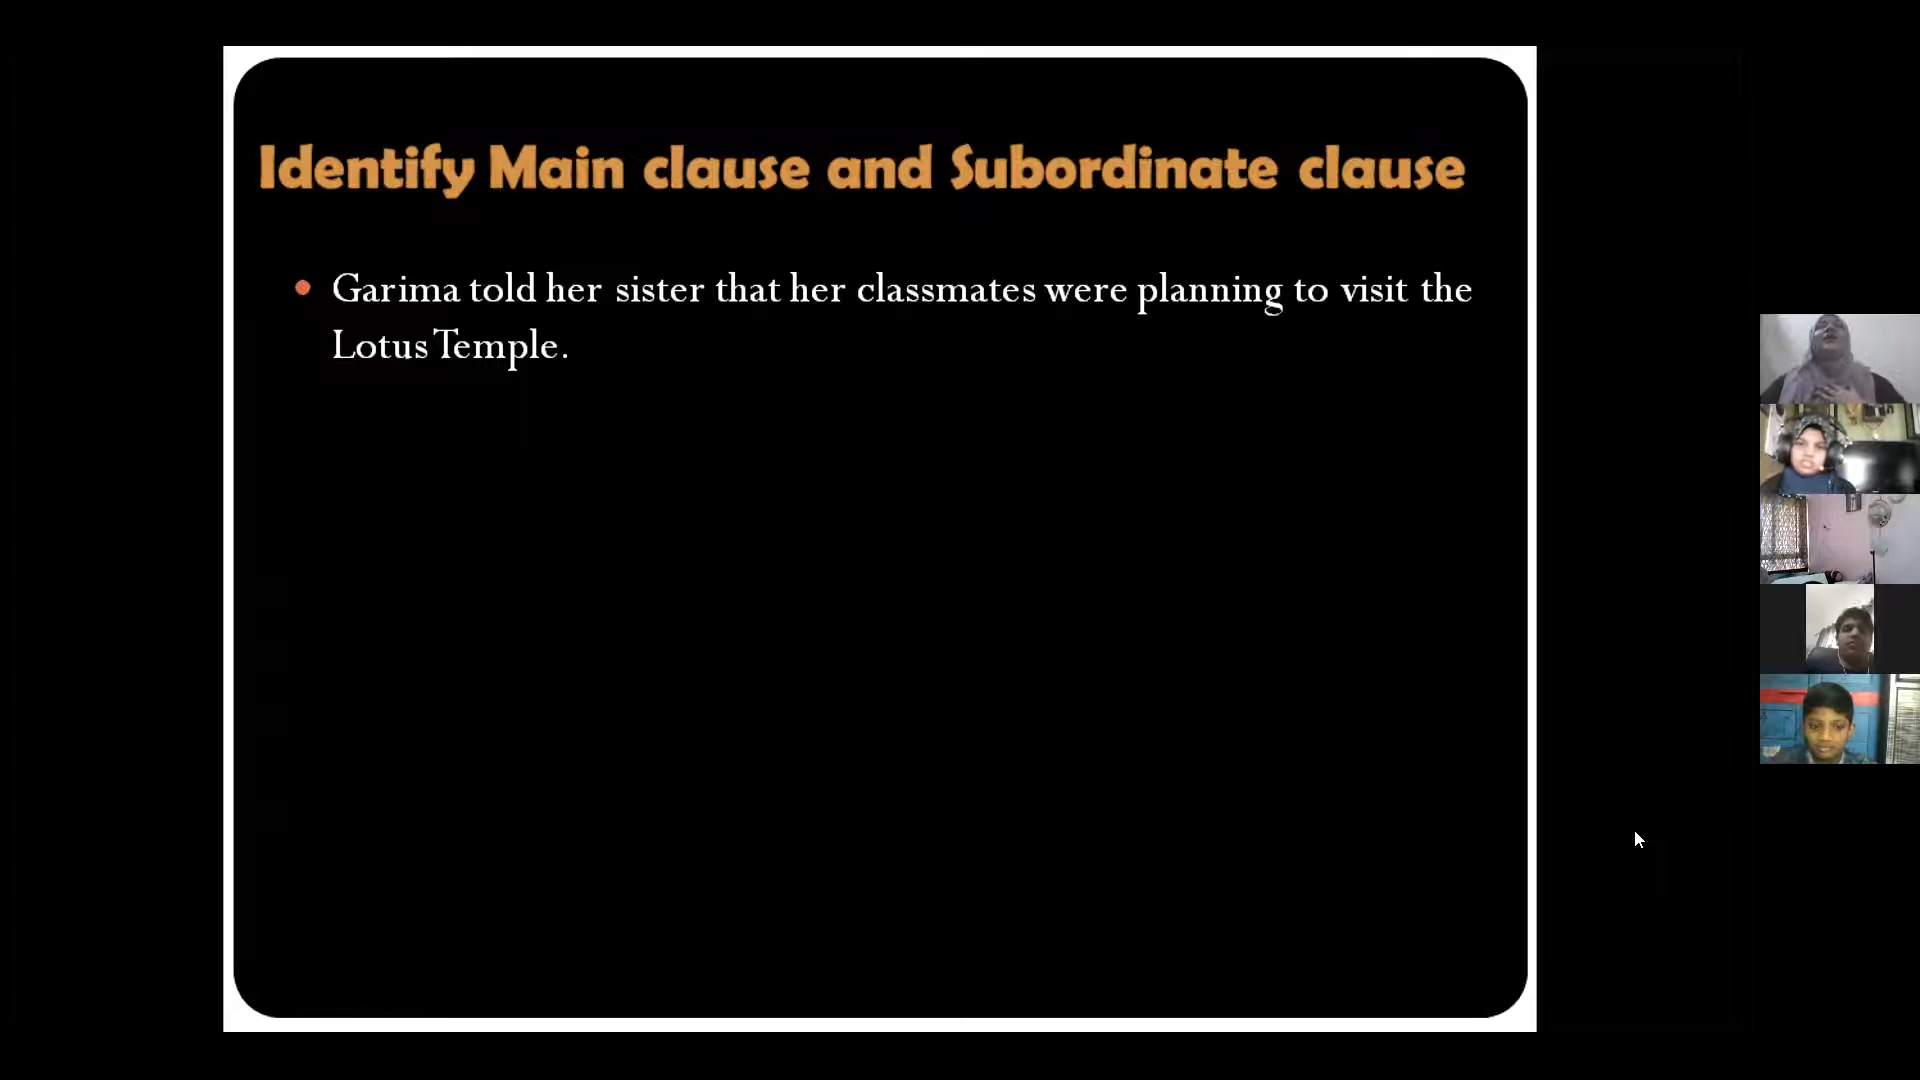 Identify Main clause and Subordinate clause
Garima told her sister that her classmates were planning to visit the
Lotus Temple.